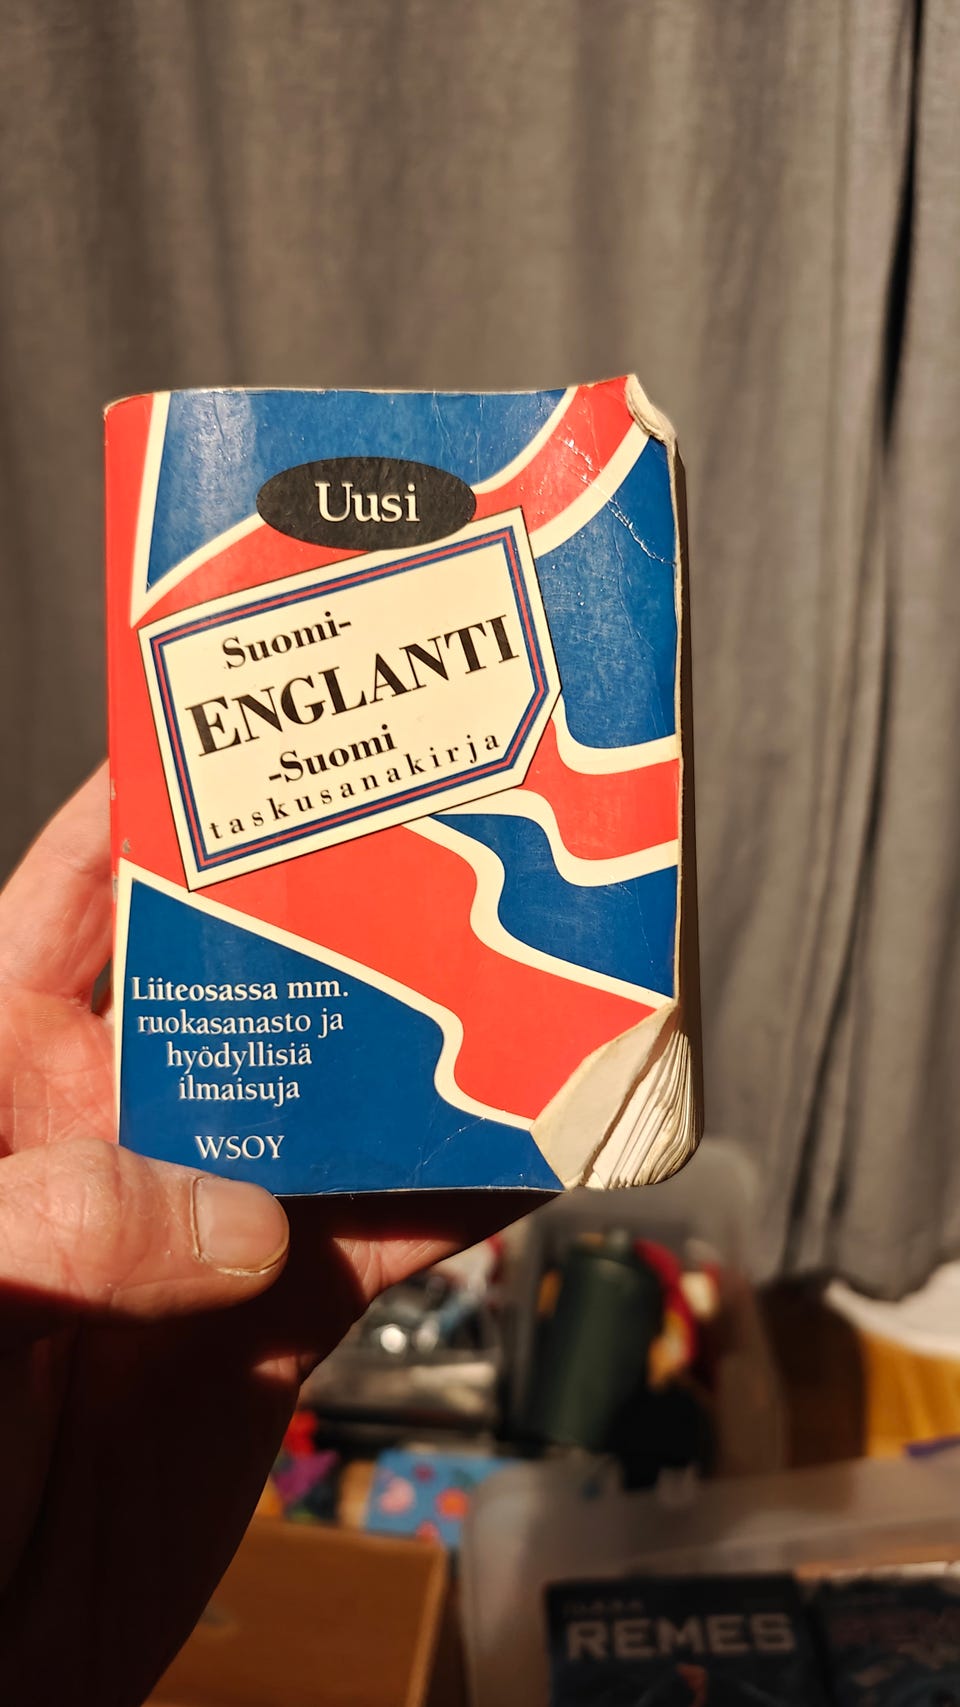 Uusi
Suomi-
ENGLANTI
-Suomi
taskusanakirja
Liiteosassa mm.
ruokasanasto ja
hyödyllisiä
ilmaisuja
WSOY
REMES